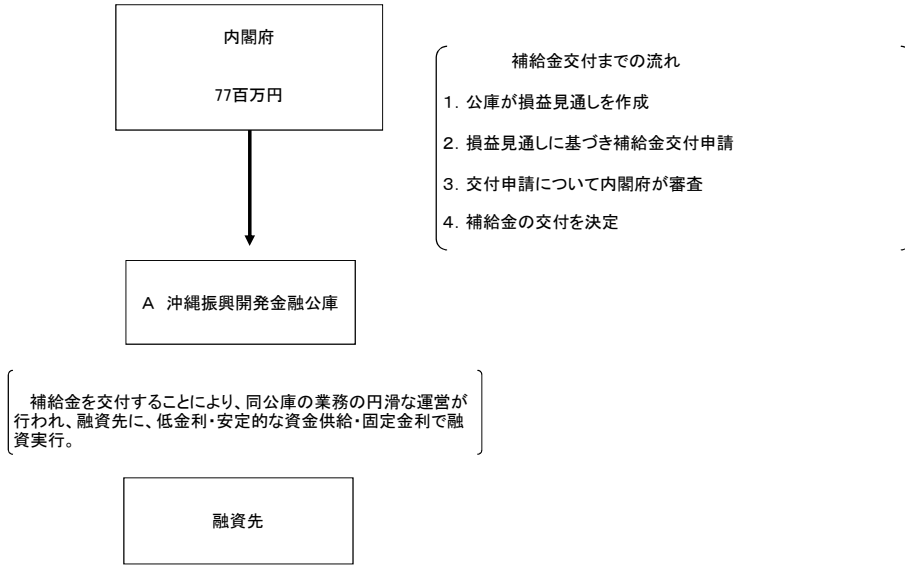 内閣府
77百万円
補給金交付までの流れ
１．公庫が損益見通しを作成
２．損益見通しに基づき補給金交付申請
３．交付申請について内閣府が審査
４．補給金の交付を決定
Ａ　沖縄振興開発金融公庫
　補給金を交付することにより、同公庫の業務の円滑な運営が
行われ、融資先に、低金利・安定的な資金供給・固定金利で融
資実行。
融資先